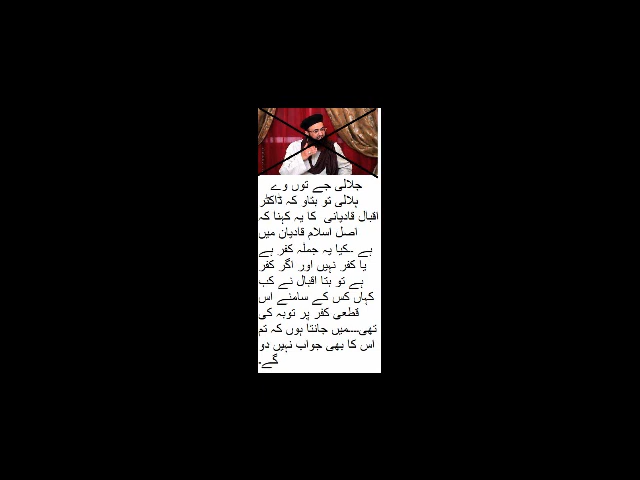 جلالی جے توں وے
ہلالی تو بتاو کہ ڈاکٹر
اقبال قادیانی کا یہ کہنا کہ
اصل اسلام قادیان میں
ہے ۔۔کیا یہ جملہ کفر ہے
یا کفر نہیں اور اگر کفر
ہے تو بتا اقبال نے کب
کہاں کس کے سامنے اس
قطعی کفر پر توبہ کی
تھی۔۔۔۔میں جانتا ہوں کہ تم
اس کا بھی جواب نہیں دو
گے۔